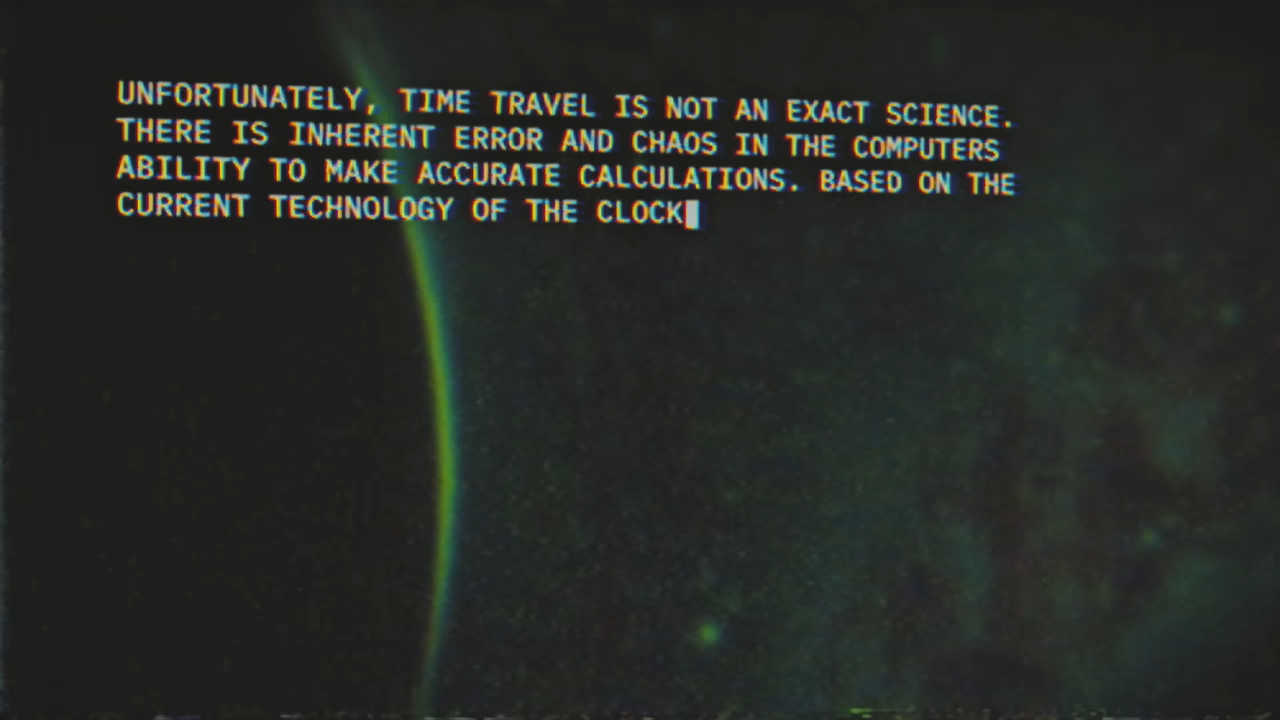 UNFORTUNATELY, TIME TRAVEL IS NOT AN EXACT SCIENCE.
THERE IS INHERENT ERROR AND CHAOS IN THE COMPUTERS
ABILITY TO MAKE ACCURATE CALCULATIONS. BASED ON THE
CURRENT TECHNOLOGY OF THE CLOCK